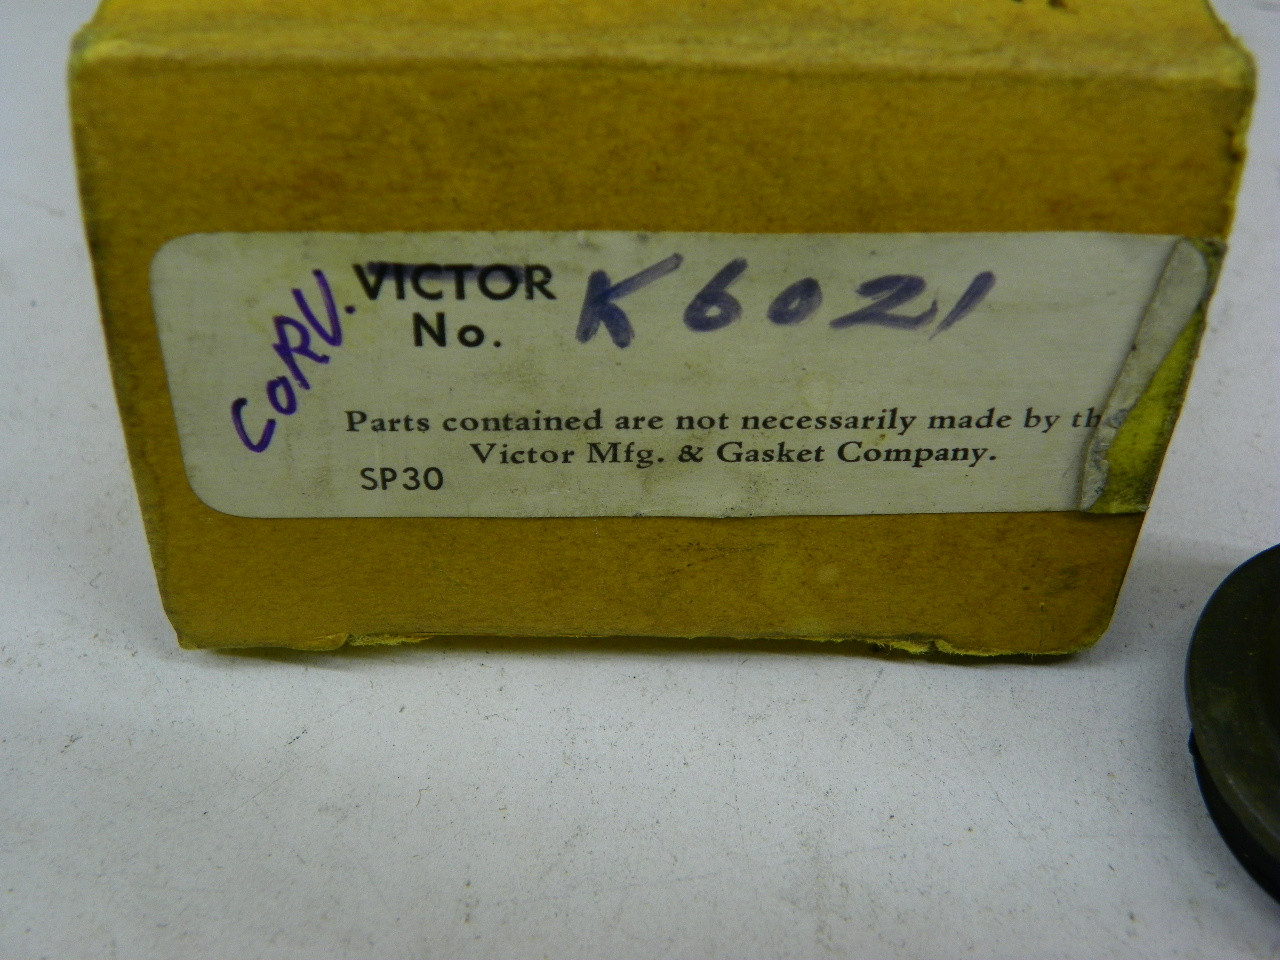 CORV.
VICTOR
No. K6021
Parts contained are not necessarily made by th
Victor Mfg. & Gasket Company.
SP30